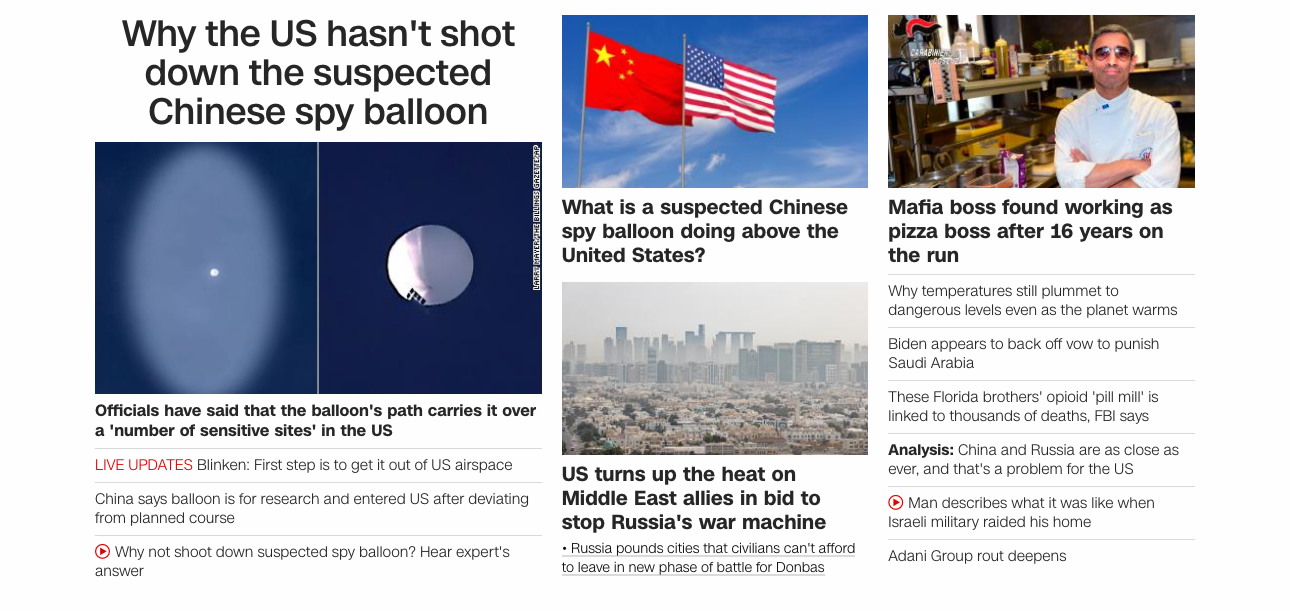 Why the US hasn't shot
down the suspected
Chinese spy balloon
LARRY MAYER/THE BILLINGS GAZETTE/AP
Officials have said that the balloon's path carries it over
a 'number of sensitive sites' in the US
LIVE UPDATES Blinken: First step is to get it out of US airspace
China says balloon is for research and entered US after deviating
from planned course
Why not shoot down suspected spy balloon? Hear expert's
answer
What is a suspected Chinese
spy balloon doing above the
United States?
US turns up the heat on
Middle East allies in bid to
stop Russia's war machine
• Russia pounds cities that civilians can't afford
to leave in new phase of battle for Donbas
CARABINIERI
Mafia boss found working as
pizza boss after 16 years on
the run
Why temperatures still plummet to
dangerous levels even as the planet warms
Biden appears to back off vow to punish
Saudi Arabia
These Florida brothers' opioid 'pill mill' is
linked to thousands of deaths, FBI says
Analysis: China and Russia are as close as
ever, and that's a problem for the US
Man describes what it was like when
Israeli military raided his home
Adani Group rout deepens